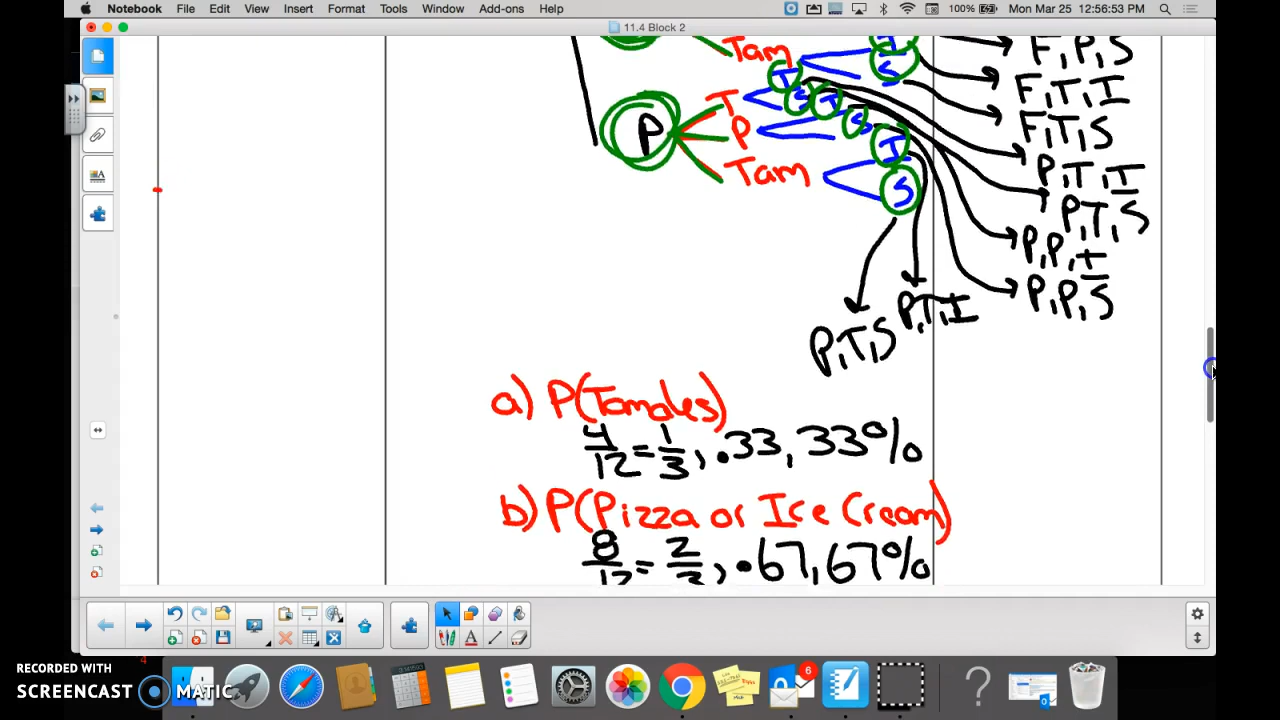 Notebook File Edit View Insert Format Tools Window Add-ons Help 100% Mon Mar 25 12:56:53 PM
11.4 Block 2
Tam
S
F,P,S
F,T,I
F,T,S
I
T
S
I
P
P
S
I
Tam
S
P,T,I
P,T,S
P,P,I
P,P,S
P,T,I
P,T,S
a) P(Tamales)
4/12 = 1/3, .33, 33%
b) P(Pizza or Ice Cream)
8/12 = 2/3, .67, 67%
A
RECORDED WITH
SCREENCAST MATIC
4
6
?